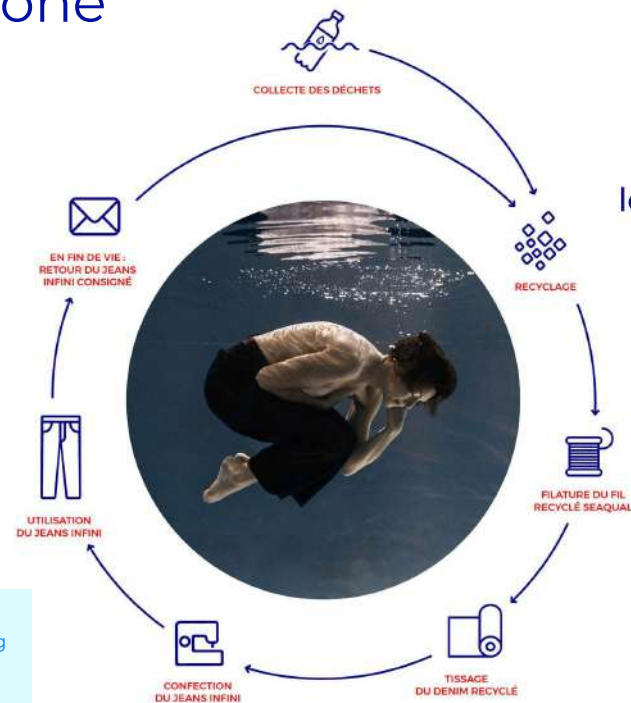 one
COLLECTE DES DÉCHETS
RECYCLAGE
FILATURE DU FIL
RECYCLÉ SEAQUAL
TISSAGE
DU DENIM RECYCLÉ
CONFECTION
DU JEANS INFINI
UTILISATION
DU JEANS INFINI
EN FIN DE VIE :
RETOUR DU JEANS
INFINI CONSIGNÉ